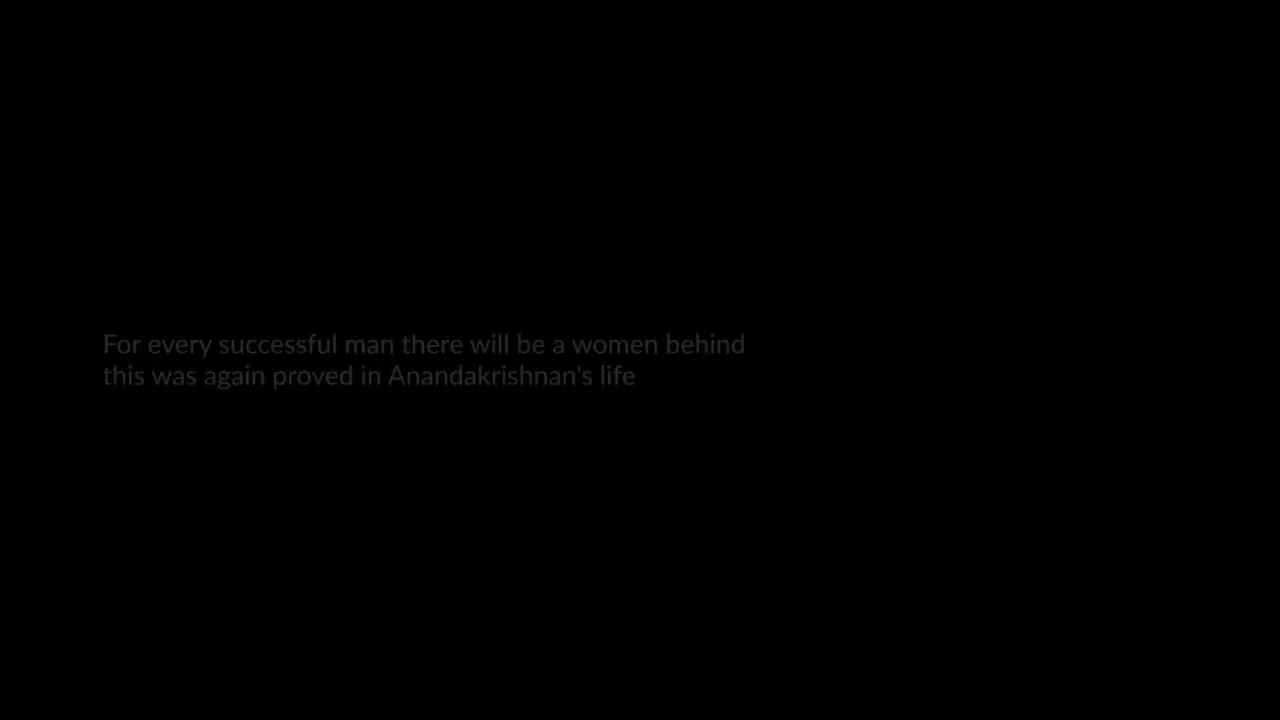 For every successful man there will be a women behind
this was again proved in Anandakrishnan's life